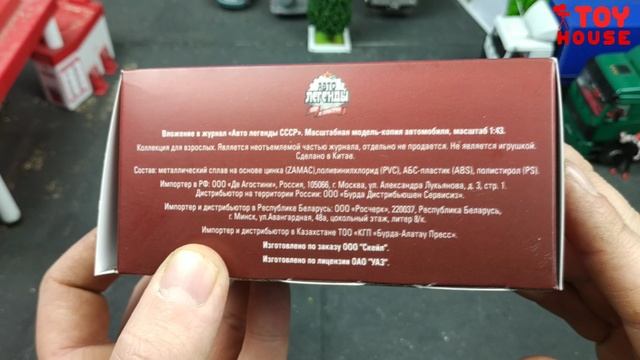 TOY
HOUSE
АВТО
ЛЕГЕНДЫ
Вложение в журнал «Авто легенды СССР». Масштабная модель-копия автомобиля, масштаб 1:43.
Коллекция для взрослых. Является неотъемлемой частью журнала, отдельно не продается. Не является игрушкой.
Сделано в Китае.
Состав: металлический сплав на основе цинка (ZAMAC),поливинилхлорид (PVC), АБС-пластик (ABS), полистирол (PS).
Импортер в РФ: ООО «Де Агостини», Россия, 105066, г. Москва, ул. Александра Лукьянова, д. 3, стр. 1.
Дистрибьютор на территории России: ООО «Бурда Дистрибьюшен Сервисиз».
Импортер и дистрибьютор в Республике Беларусь: ООО «Росчерк», 220037, Республика Беларусь,
г. Минск, ул.Авангардная, 48а, цокольный этаж, литер 8/к.
Импортер и дистрибьютор в Казахстане ТОО «КГП «Бурда-Алатау Пресс».
Изготовлено по заказу ООО "Скейл".
Изготовлено по лицензии ОАО "УАЗ".